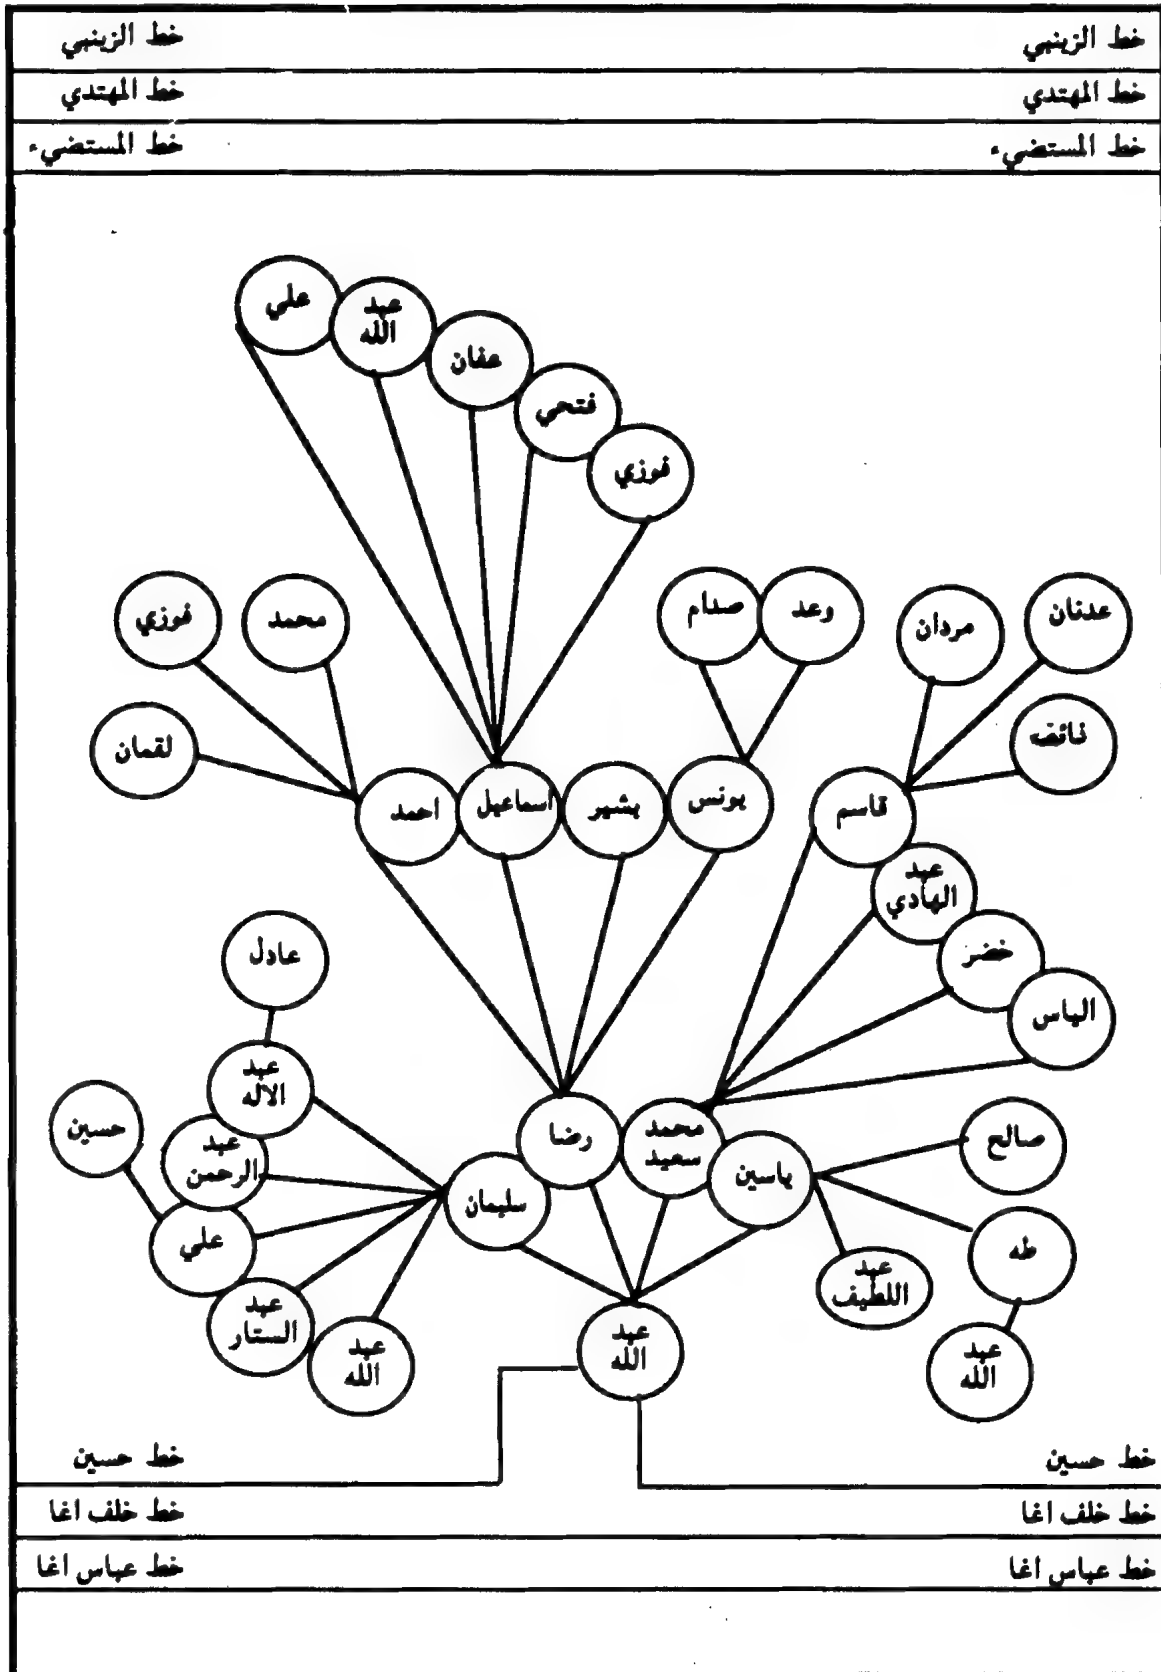 خط الزينبي خط الزينبي
خط المهتدي خط المهتدي
خط المستضيء خط المستضيء
علي
عبد
الله
عفان
فتحي
فوزي
عدنان
مردان
وعد
صدام
محمد
فوزي
لقمان
قاسم
يونس
بشير
اسماعيل
احمد
عبد
الهادي
خضر
الياس
عادل
عبد
الاله
حسين
عبد
الرحمن
علي
عبد
الستار
عبد
الله
سليمان
رضا
محمد
سعيد
ياسين
صالح
طه
عبد
اللطيف
عبد
الله
عبد
الله
خط حسين خط حسين
خط خلف اغا خط خلف اغا
خط عباس اغا خط عباس اغا